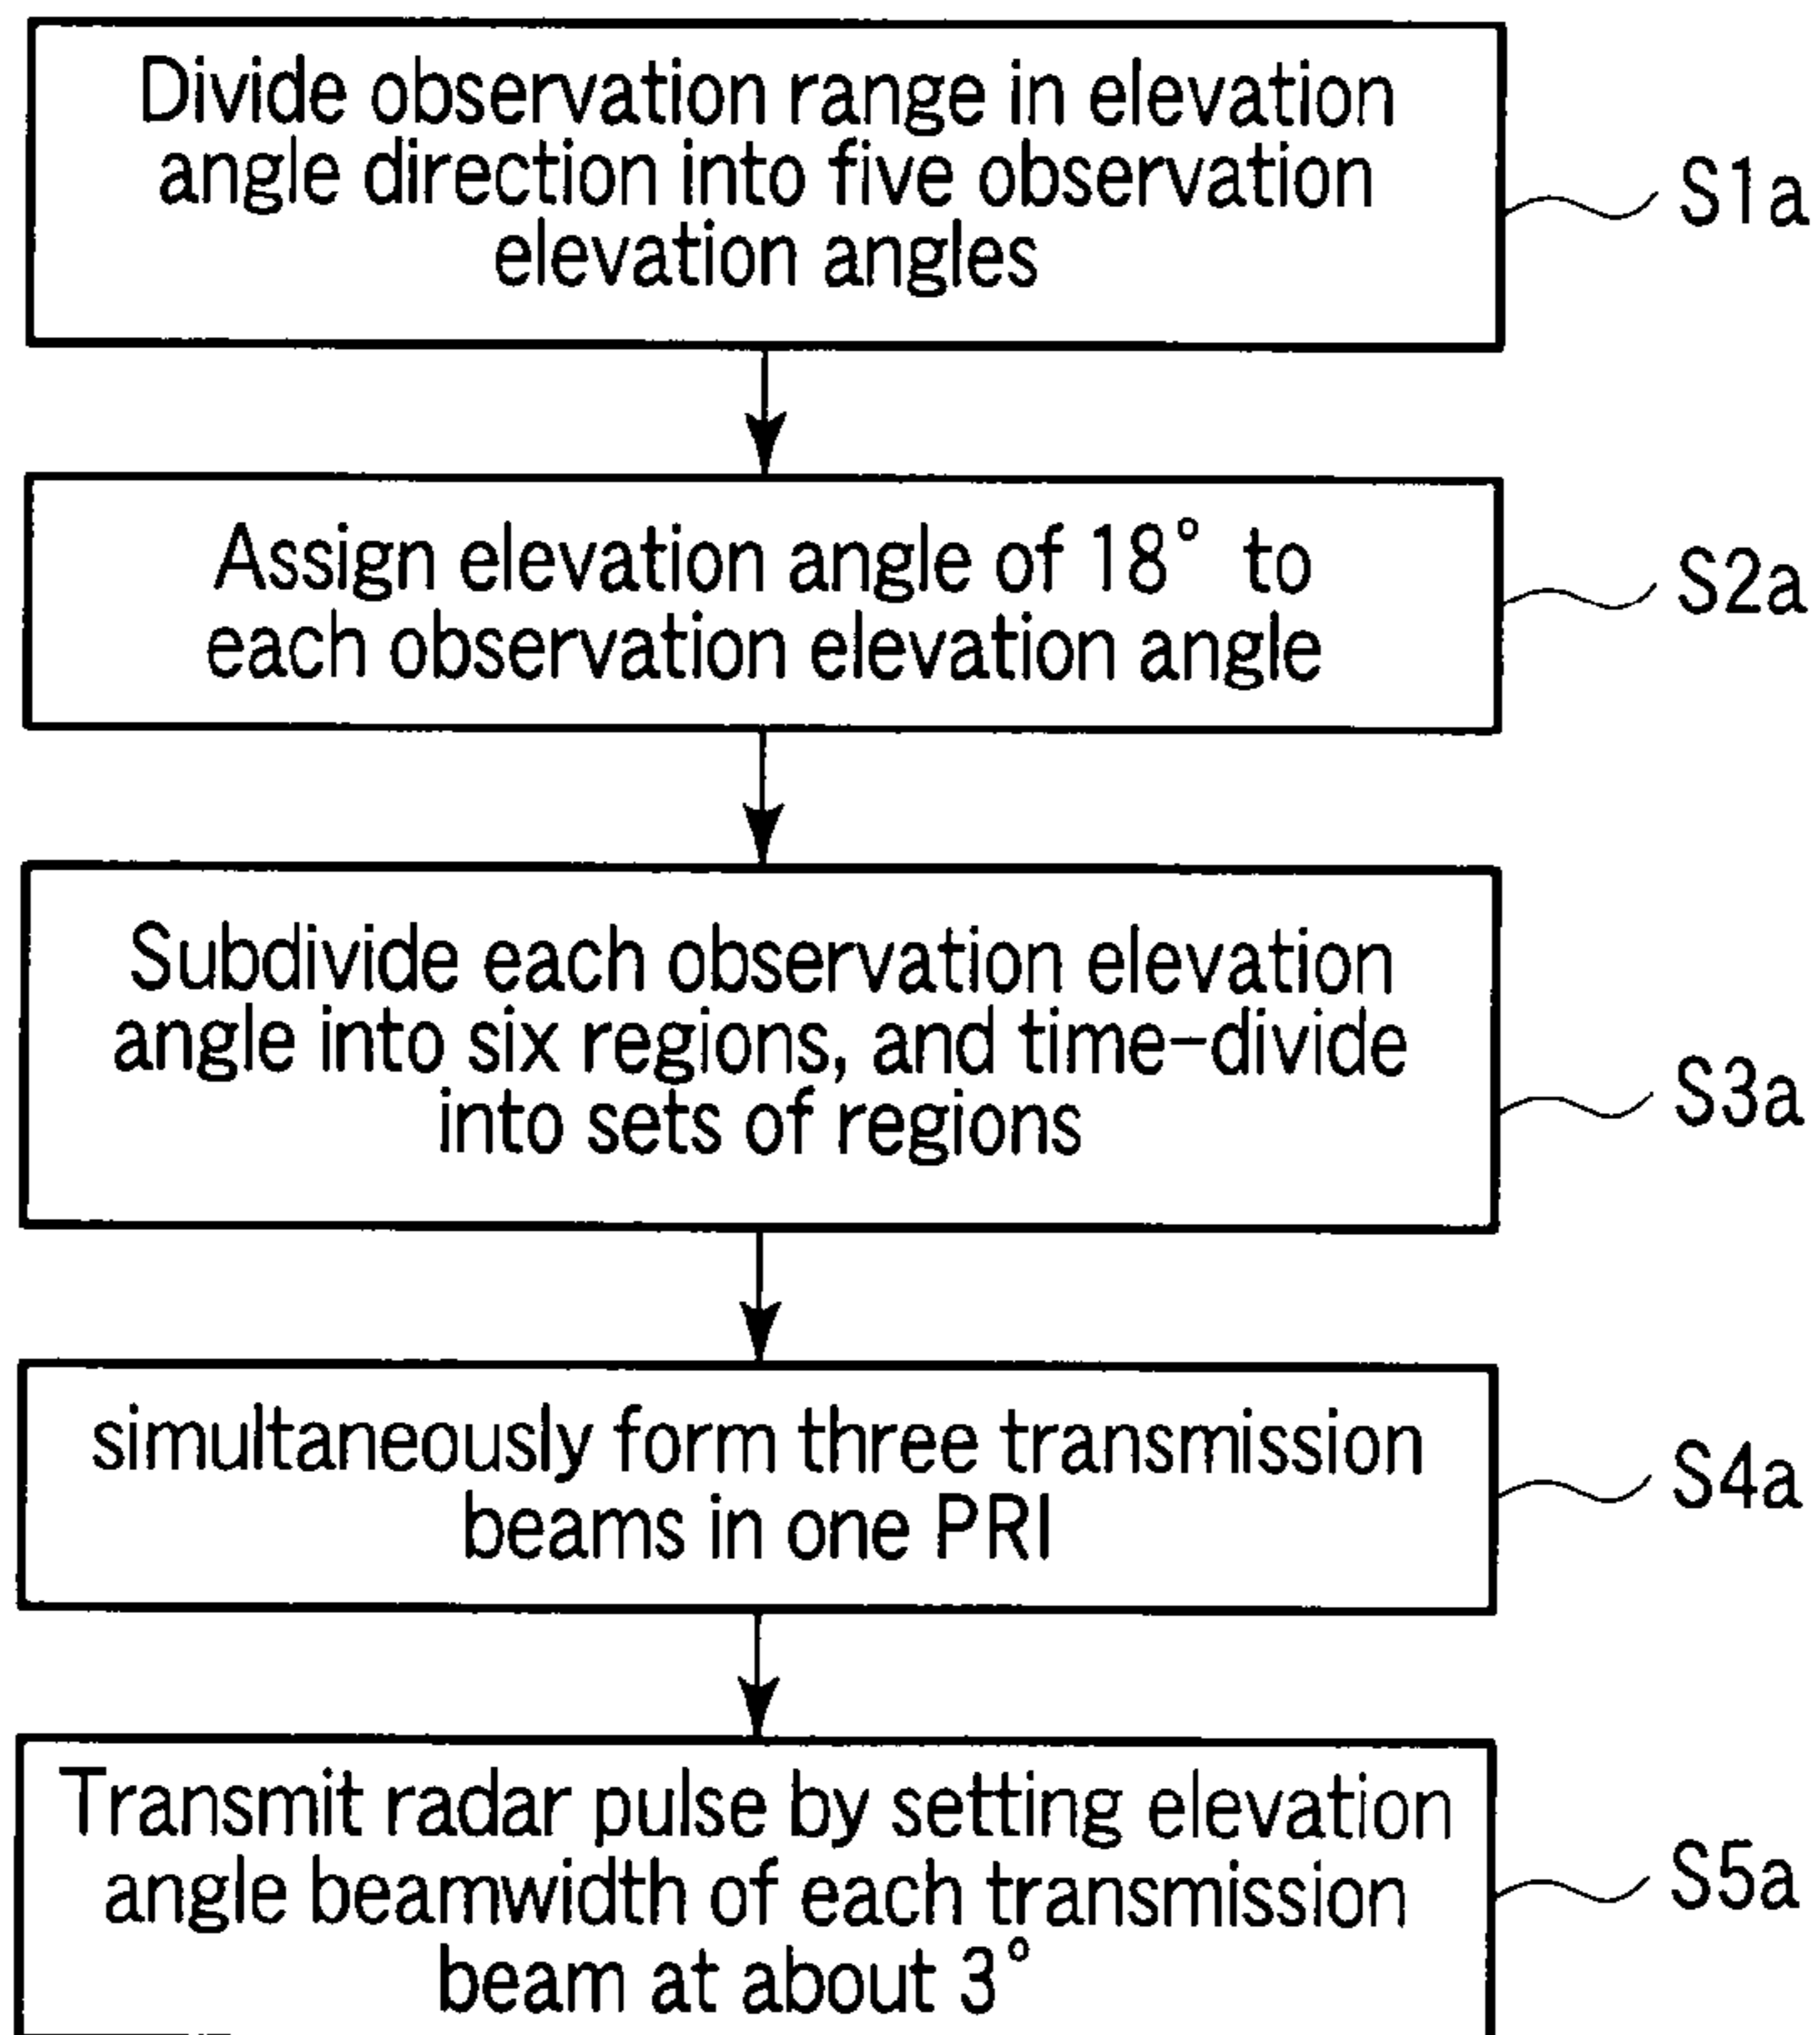 Divide observation range in elevation
angle direction into five observation
elevation angles
S1a
Assign elevation angle of 18° to
each observation elevation angle
S2a
Subdivide each observation elevation
angle into six regions, and time-divide
into sets of regions
S3a
simultaneously form three transmission
beams in one PRI
S4a
Transmit radar pulse by setting elevation
angle beamwidth of each transmission
beam at about 3°
S5a